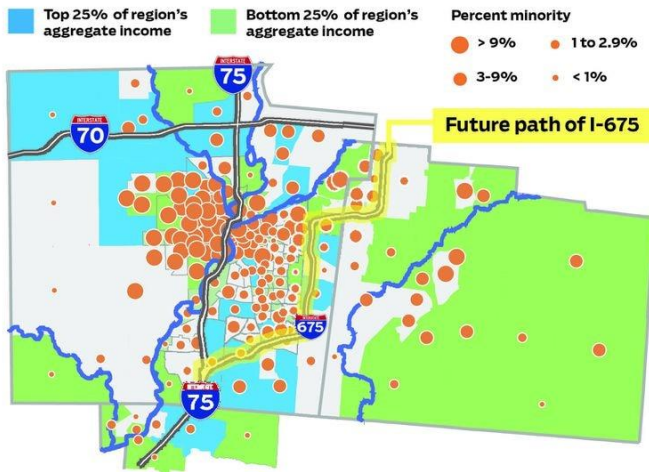 Top 25% of region's
aggregate income
Bottom 25% of region's
aggregate income
Percent minority
> 9%
1 to 2.9%
3-9%
< 1%
INTERSTATE
75
INTERSTATE
70
Future path of I-675
INTERSTATE
675
INTERSTATE
75